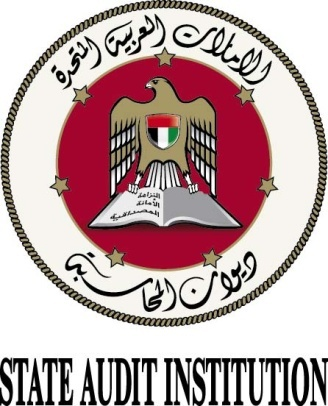 الإمارات العربية المتحدة
النزاهة
الأمانة
المصداقية
ديوان المحاسبة
STATE AUDIT INSTITUTION